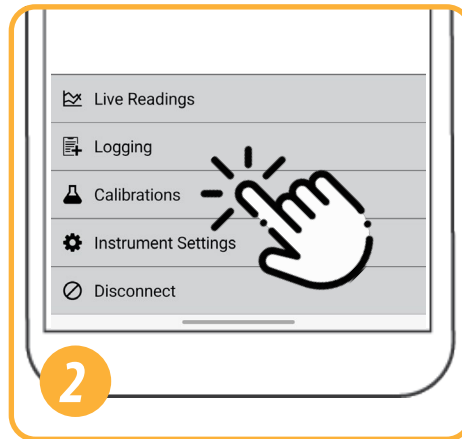 Live Readings
Logging
Calibrations
Instrument Settings
Disconnect
2